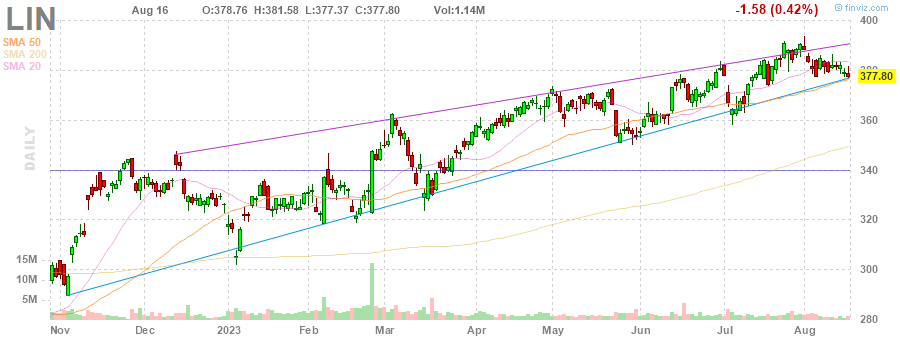 LIN Aug 16 O:378.76 H:381.58 L:377.37 C:377.80 Vol:1.14M -1.58 (0.42%) finviz.com
SMA 50
SMA 200
SMA 20
DAILY
400
380
377.80
360
340
320
300
280
15M
10M
5M
Nov Dec 2023 Feb Mar Apr May Jun Jul Aug